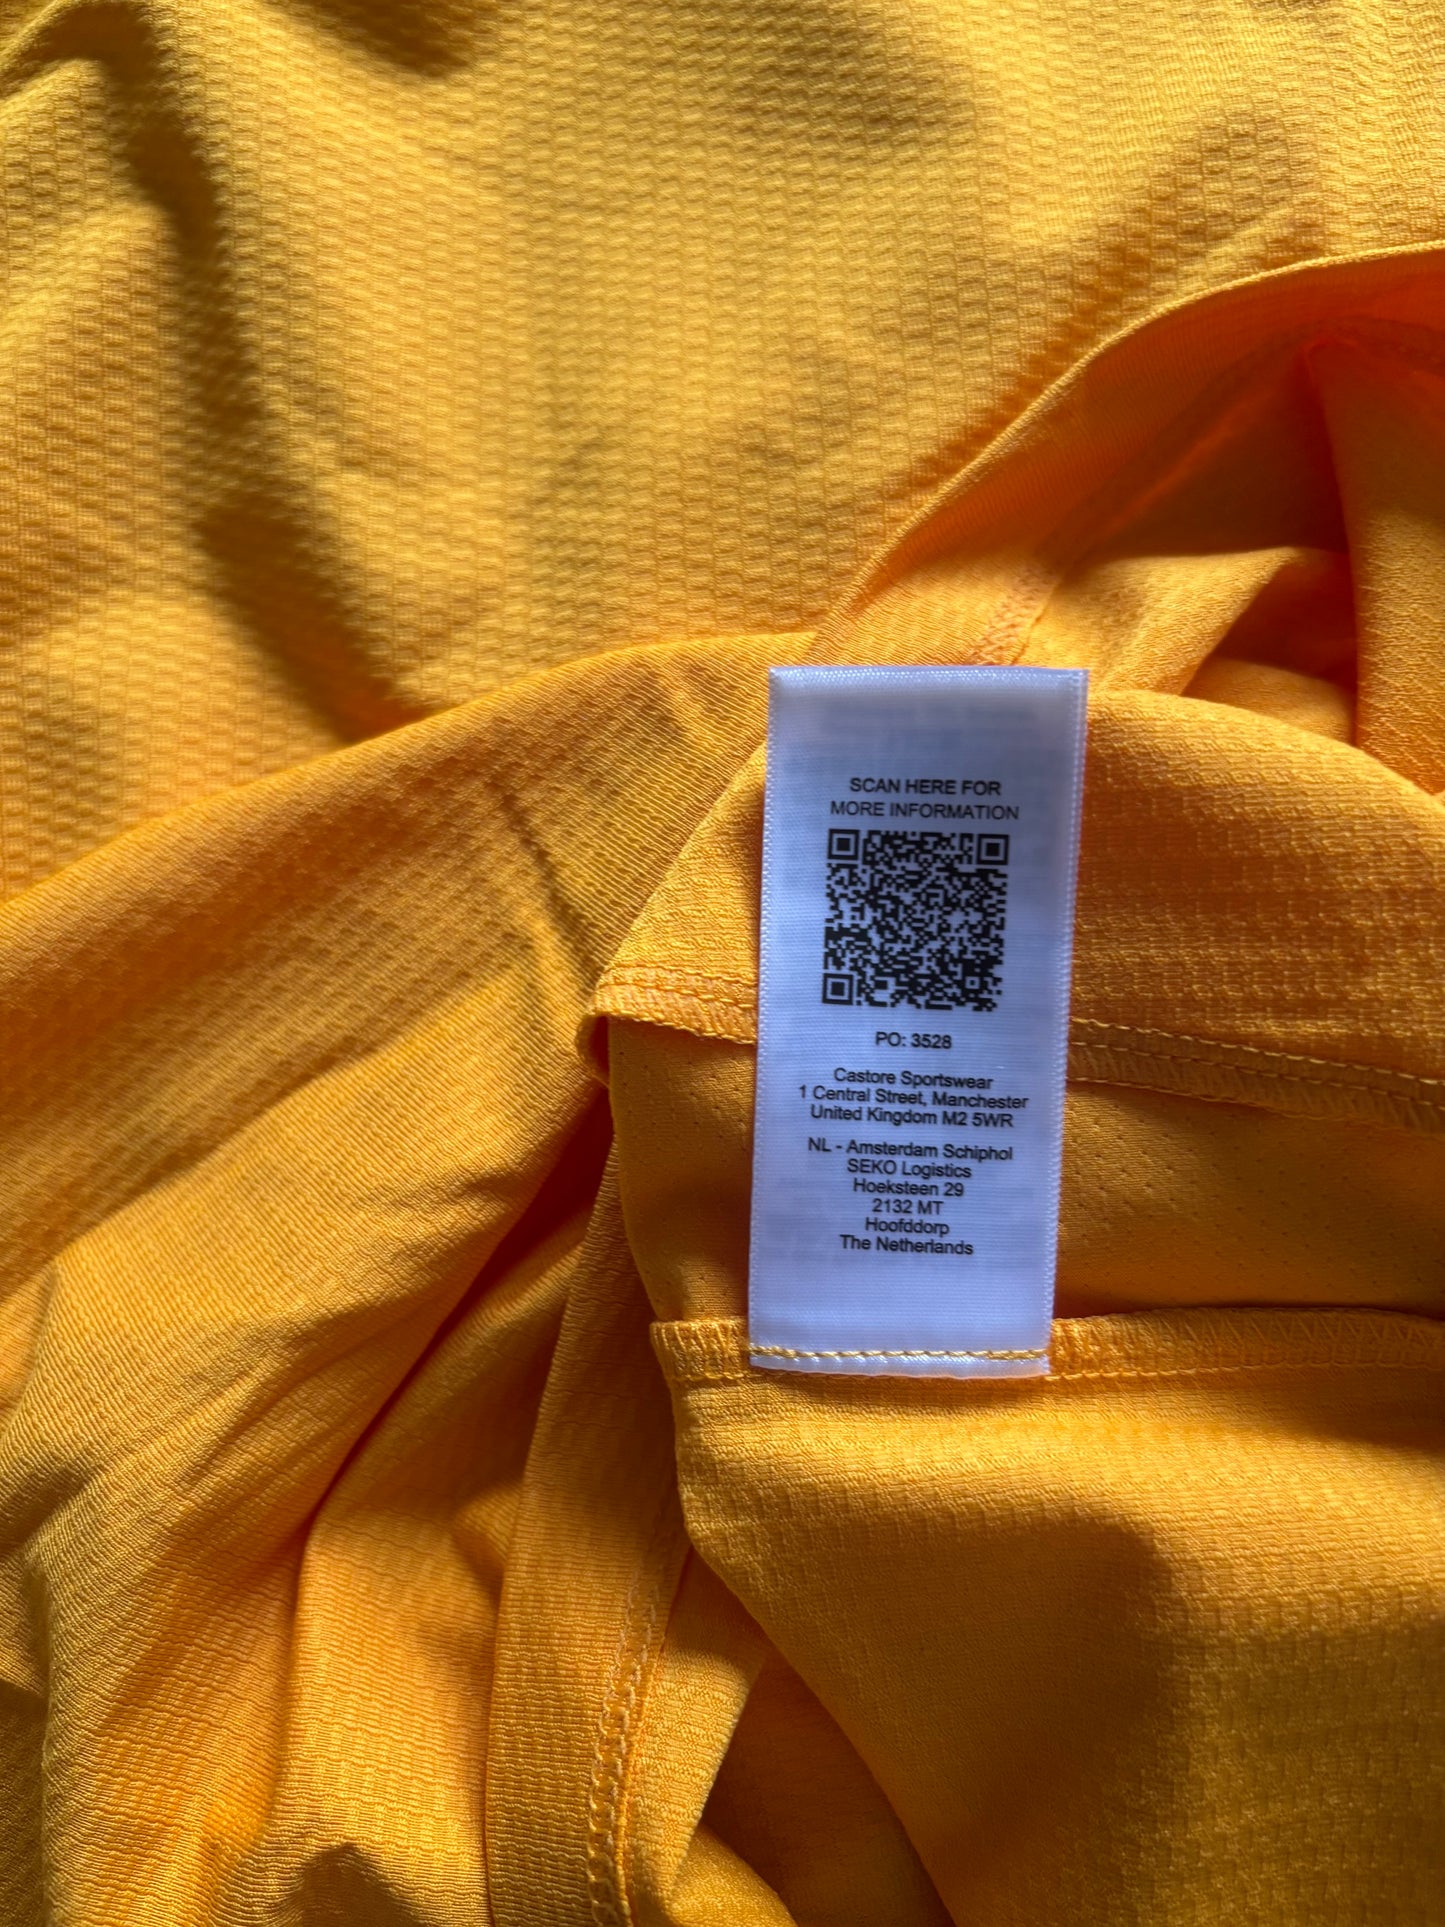 SCAN HERE FOR
MORE INFORMATION
PO: 3528
Castore Sportswear
1 Central Street, Manchester
United Kingdom M2 5WR
NL - Amsterdam Schiphol
SEKO Logistics
Hoeksteen 29
2132 MT
Hoofddorp
The Netherlands